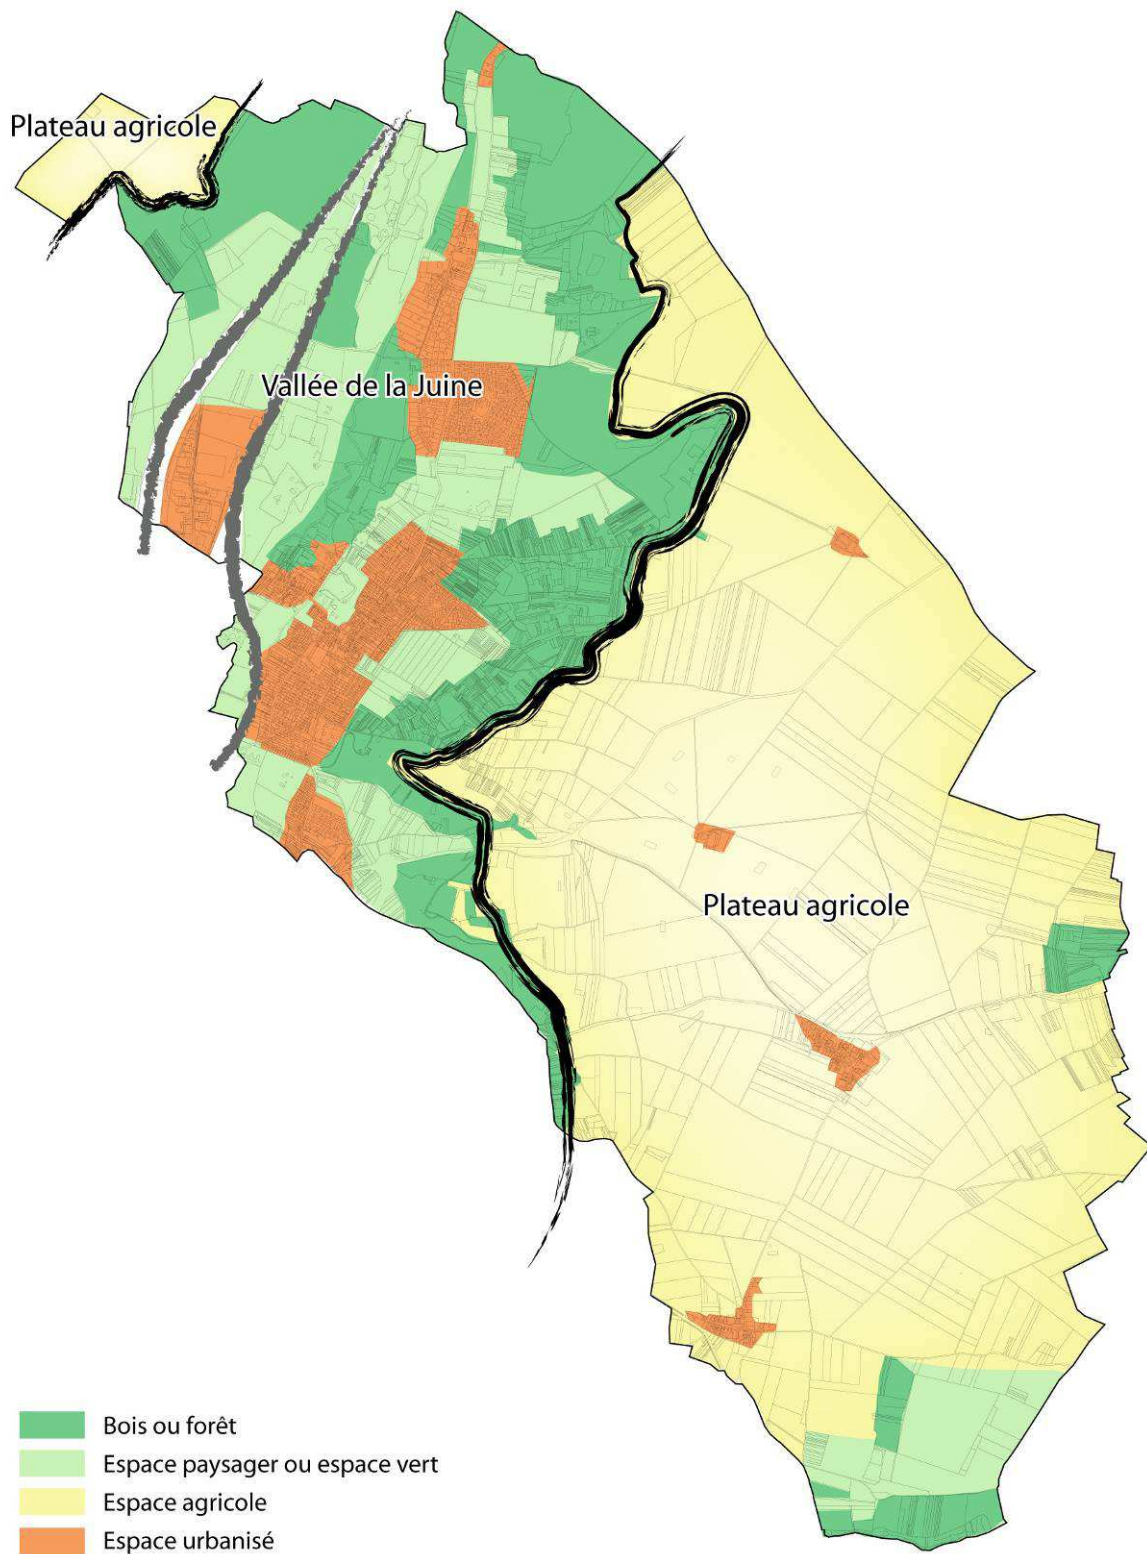 Plateau agricole
Vallée de la Juine
Plateau agricole
Bois ou forêt
Espace paysager ou espace vert
Espace agricole
Espace urbanisé